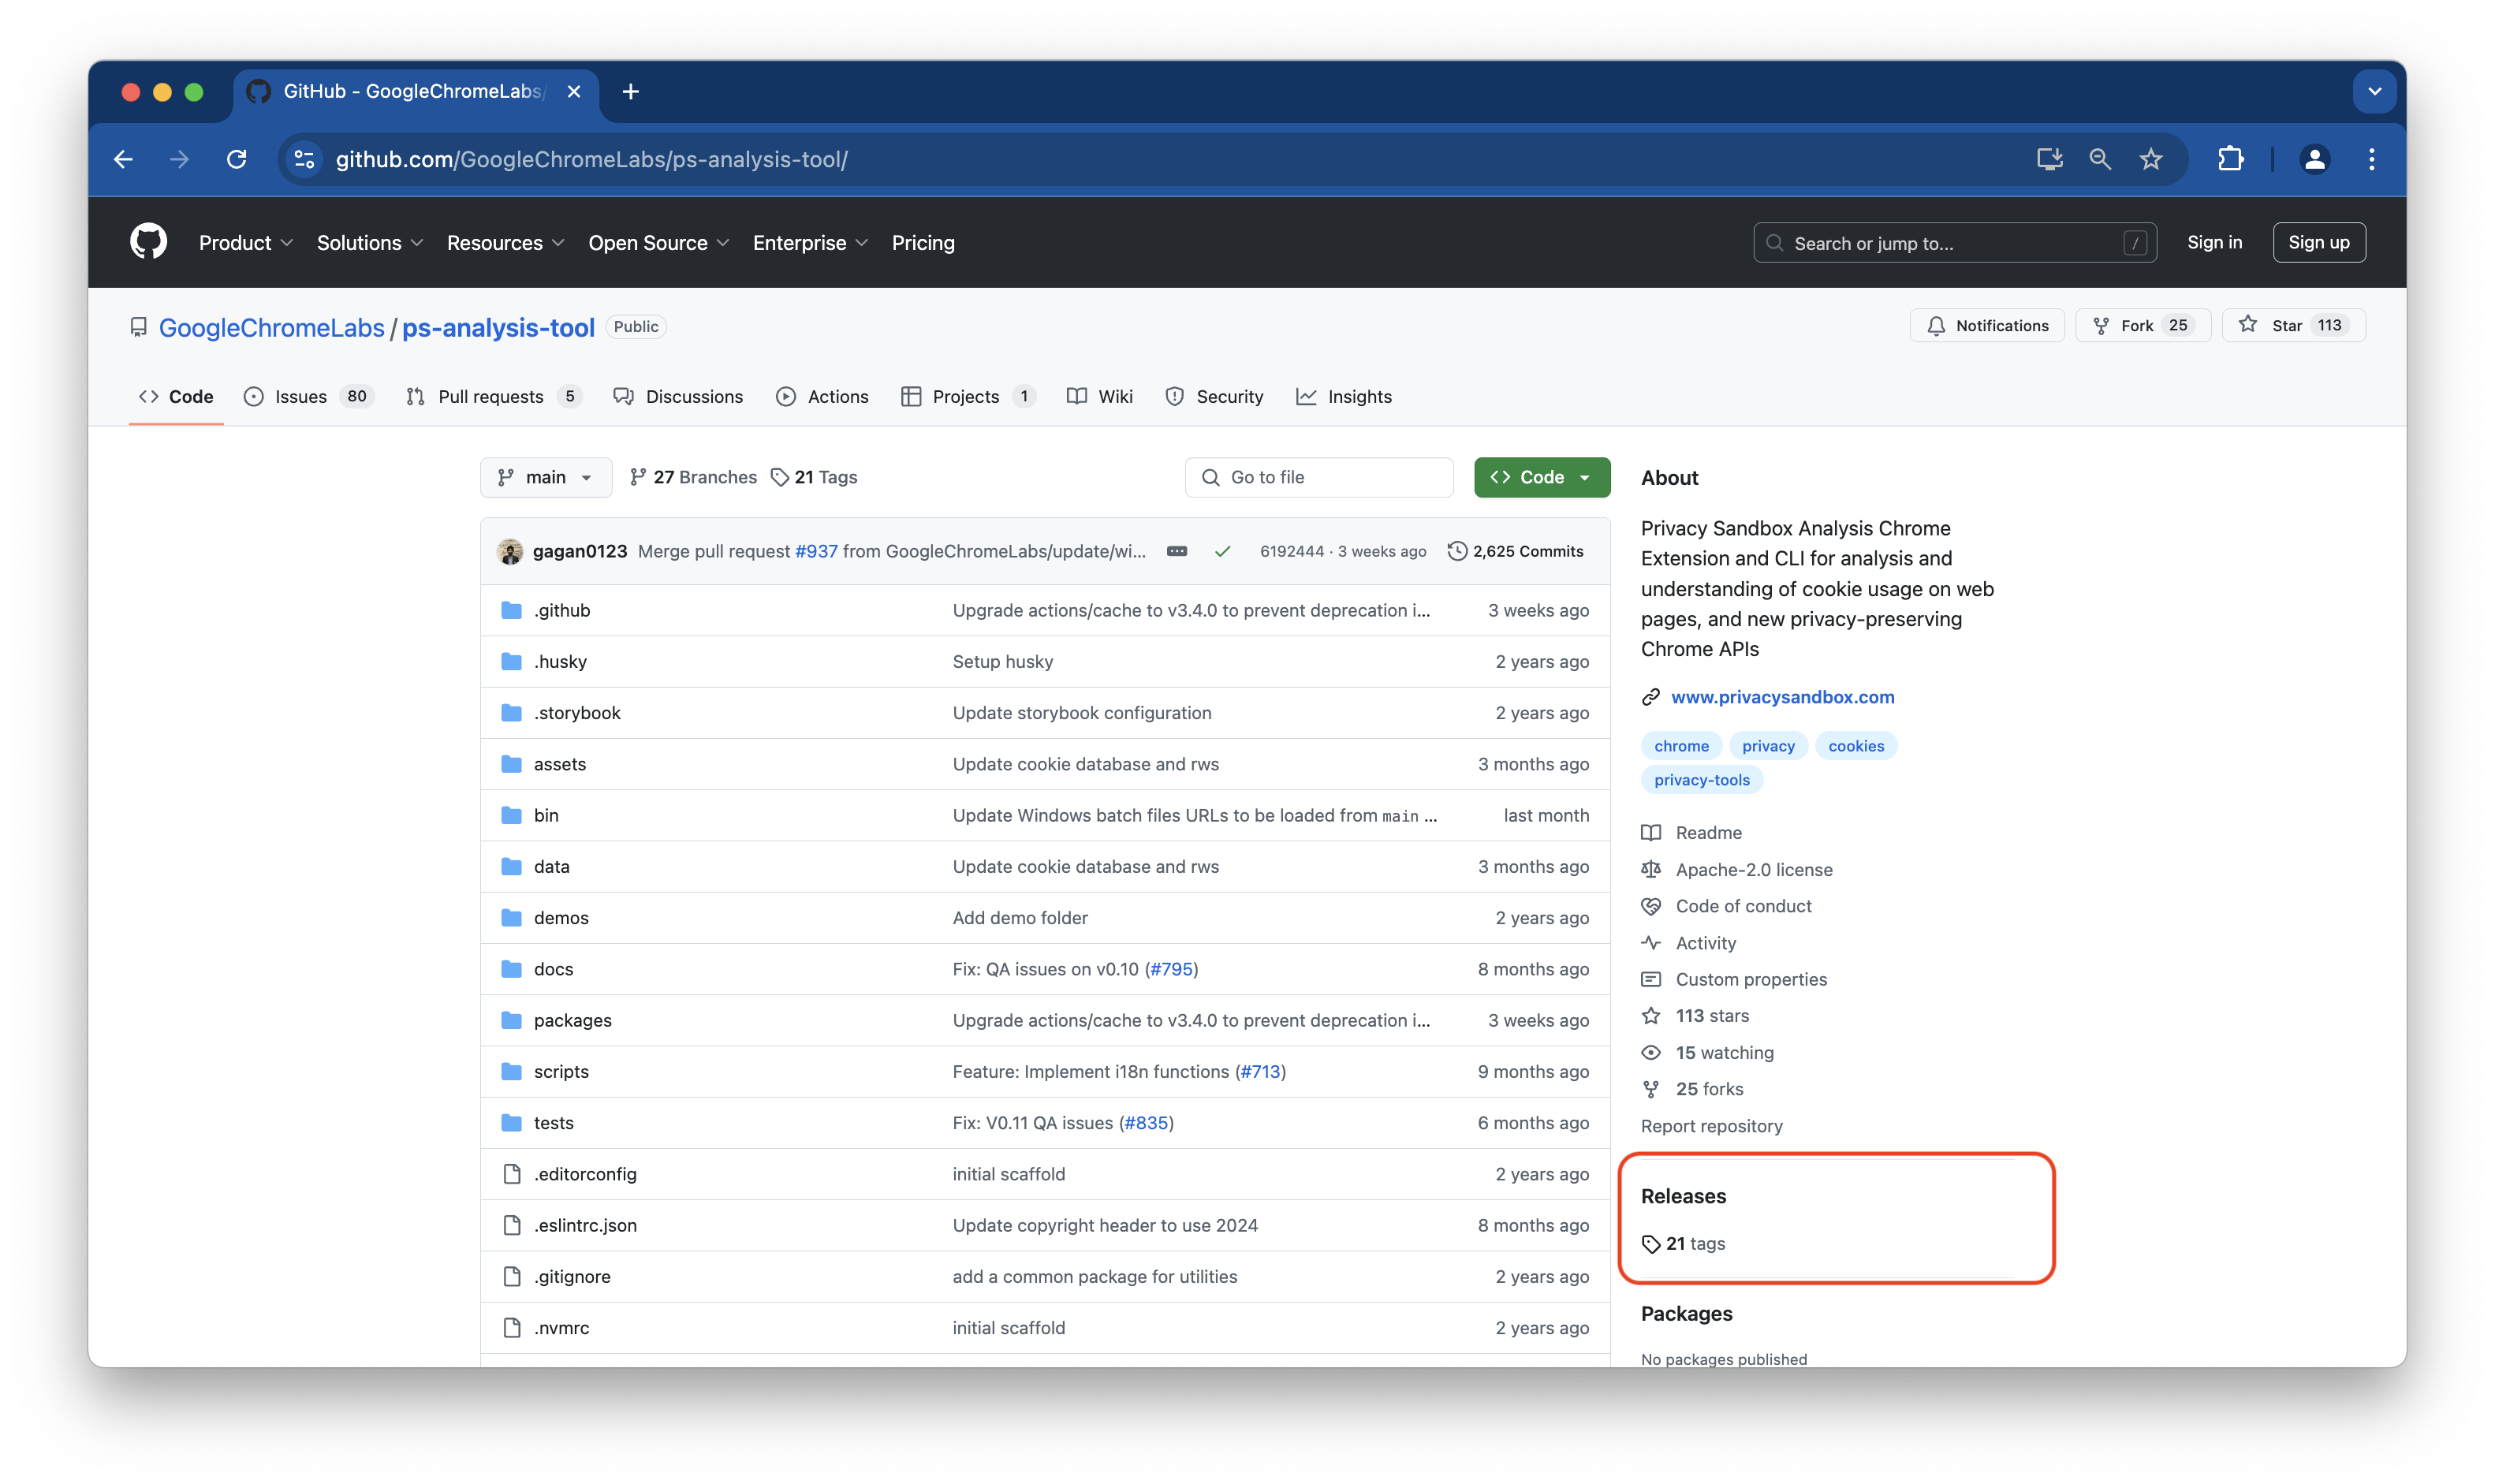 GitHub - GoogleChromeLabs/
github.com/GoogleChromeLabs/ps-analysis-tool/
Product Solutions Resources Open Source Enterprise Pricing Search or jump to... / Sign in Sign up
GoogleChromeLabs / ps-analysis-tool Public Notifications Fork 25 Star 113
Code Issues 80 Pull requests 5 Discussions Actions Projects 1 Wiki Security Insights
main 27 Branches 21 Tags Go to file Code
gagan0123 Merge pull request #937 from GoogleChromeLabs/update/wi... 6192444 · 3 weeks ago 2,625 Commits
.github Upgrade actions/cache to v3.4.0 to prevent deprecation i... 3 weeks ago
.husky Setup husky 2 years ago
.storybook Update storybook configuration 2 years ago
assets Update cookie database and rws 3 months ago
bin Update Windows batch files URLs to be loaded from main ... last month
data Update cookie database and rws 3 months ago
demos Add demo folder 2 years ago
docs Fix: QA issues on v0.10 (#795) 8 months ago
packages Upgrade actions/cache to v3.4.0 to prevent deprecation i... 3 weeks ago
scripts Feature: Implement i18n functions (#713) 9 months ago
tests Fix: V0.11 QA issues (#835) 6 months ago
.editorconfig initial scaffold 2 years ago
.eslintrc.json Update copyright header to use 2024 8 months ago
.gitignore add a common package for utilities 2 years ago
.nvmrc initial scaffold 2 years ago
About
Privacy Sandbox Analysis Chrome
Extension and CLI for analysis and
understanding of cookie usage on web
pages, and new privacy-preserving
Chrome APIs
www.privacysandbox.com
chrome privacy cookies
privacy-tools
Readme
Apache-2.0 license
Code of conduct
Activity
Custom properties
113 stars
15 watching
25 forks
Report repository
Releases
21 tags
Packages
No packages published